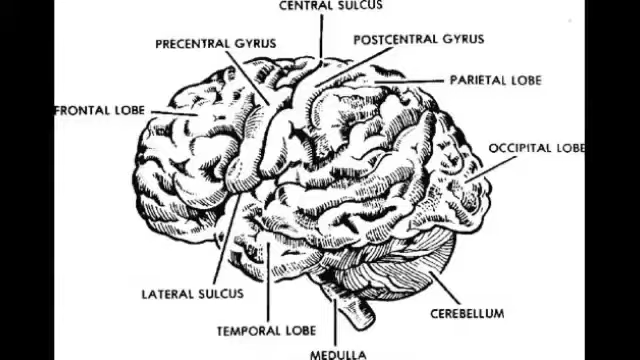 CENTRAL SULCUS
PRECENTRAL GYRUS
POSTCENTRAL GYRUS
PARIETAL LOBE
FRONTAL LOBE
OCCIPITAL LOBE
LATERAL SULCUS
CEREBELLUM
TEMPORAL LOBE
MEDULLA